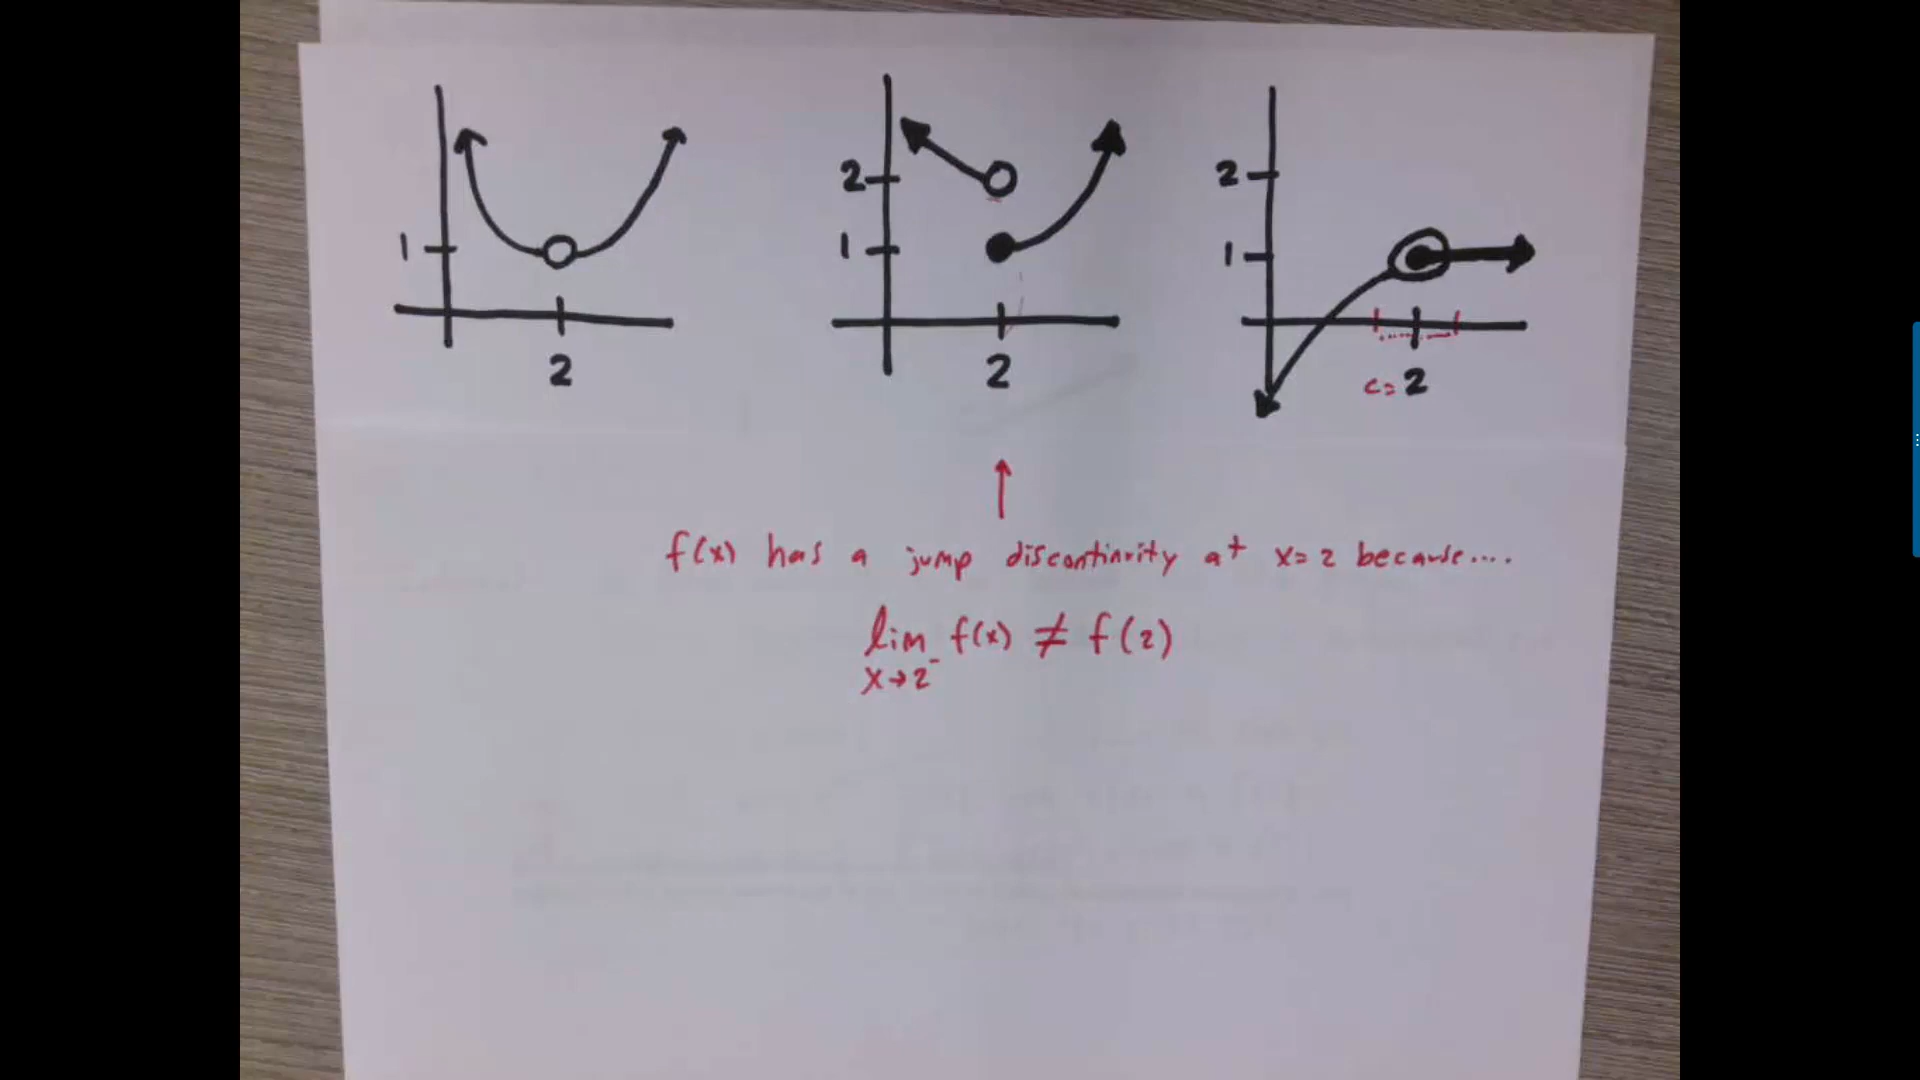 2 2
1 1 1
2 2 c= 2
f(x) has a jump discontinuity at x=2 because....
lim f(x) ≠ f(2)
x→2⁻